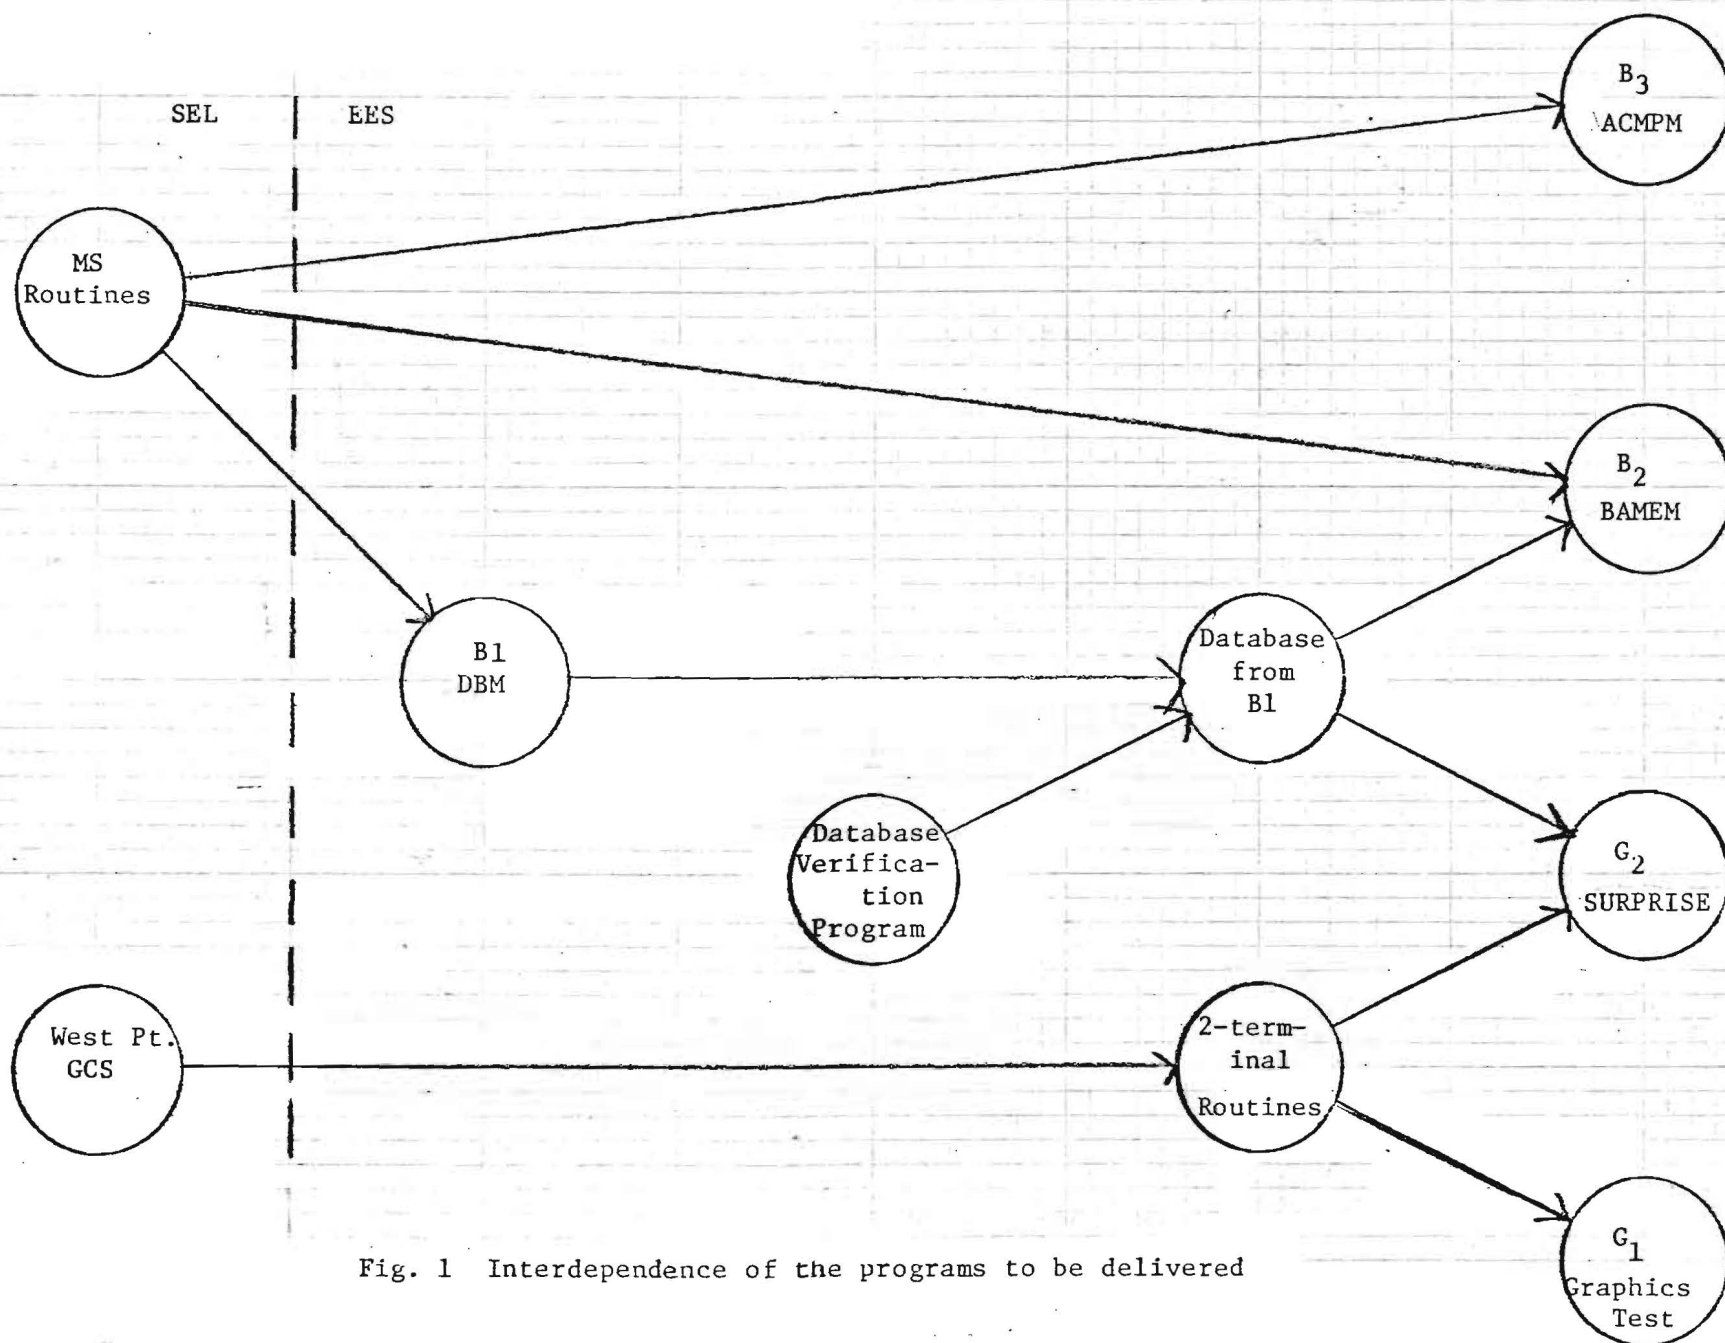 SEL
EES
B3
ACMPM
MS
Routines
B2
BAMEM
B1
DBM
Database
from
B1
Database
Verifica-
tion
Program
G2
SURPRISE
West Pt.
GCS
2-term-
inal
Routines
G1
Graphics
Test
Fig. 1 Interdependence of the programs to be delivered